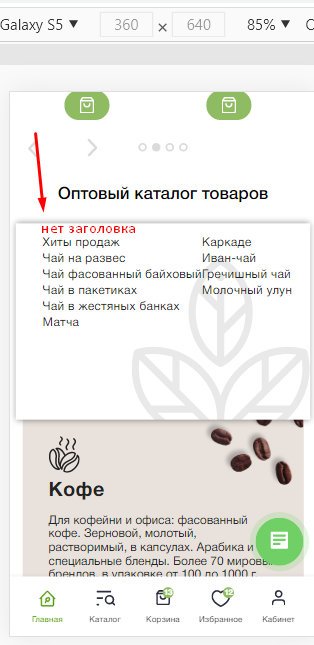 Galaxy S5 ▼ 360 × 640 85% ▼
Оптовый каталог товаров
нет заголовка
Хиты продаж
Чай на развес
Чай фасованный байховый
Чай в пакетиках
Чай в жестяных банках
Матча
Каркаде
Иван-чай
Гречишный чай
Молочный улун
Кофе
Для кофейни и офиса: фасованный
кофе. Зерновой, молотый,
растворимый, в капсулах. Арабика и
специальные бленды. Более 70 мировых
брендов, в упаковке от 100 до 1000 г.
13 12
Главная Каталог Корзина Избранное Кабинет